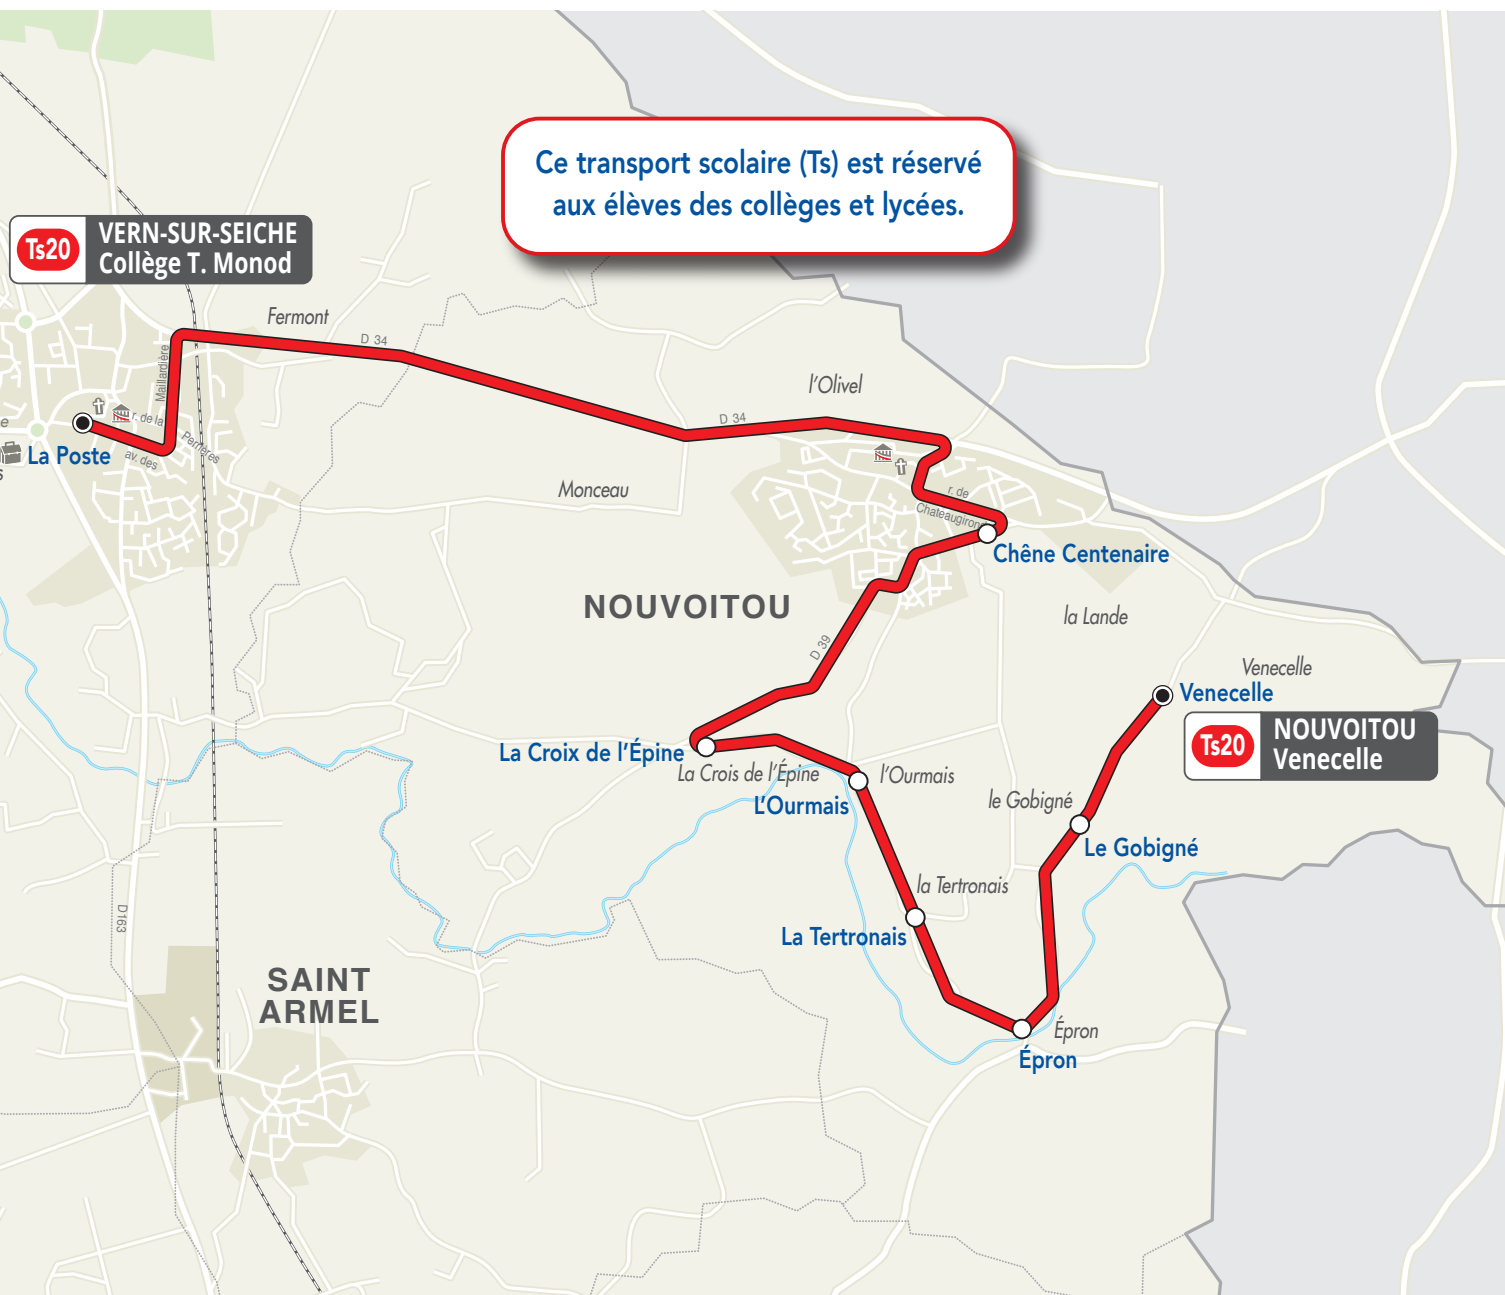 Ce transport scolaire (Ts) est réservé
aux élèves des collèges et lycées.
Ts20
VERN-SUR-SEICHE
Collège T. Monod
Fermont
D 34
Maillardière
l'Olivel
D 34
r. de la
Perrières
av. des
La Poste
Monceau
r. de
Chateaugirond
Chêne Centenaire
NOUVOITOU
la Lande
D 39
Venecelle
Venecelle
Ts20
NOUVOITOU
Venecelle
La Croix de l'Épine
La Crois de l'Épine
l'Ourmais
L'Ourmais
le Gobigné
Le Gobigné
la Tertronais
La Tertronais
D163
SAINT
ARMEL
Épron
Épron